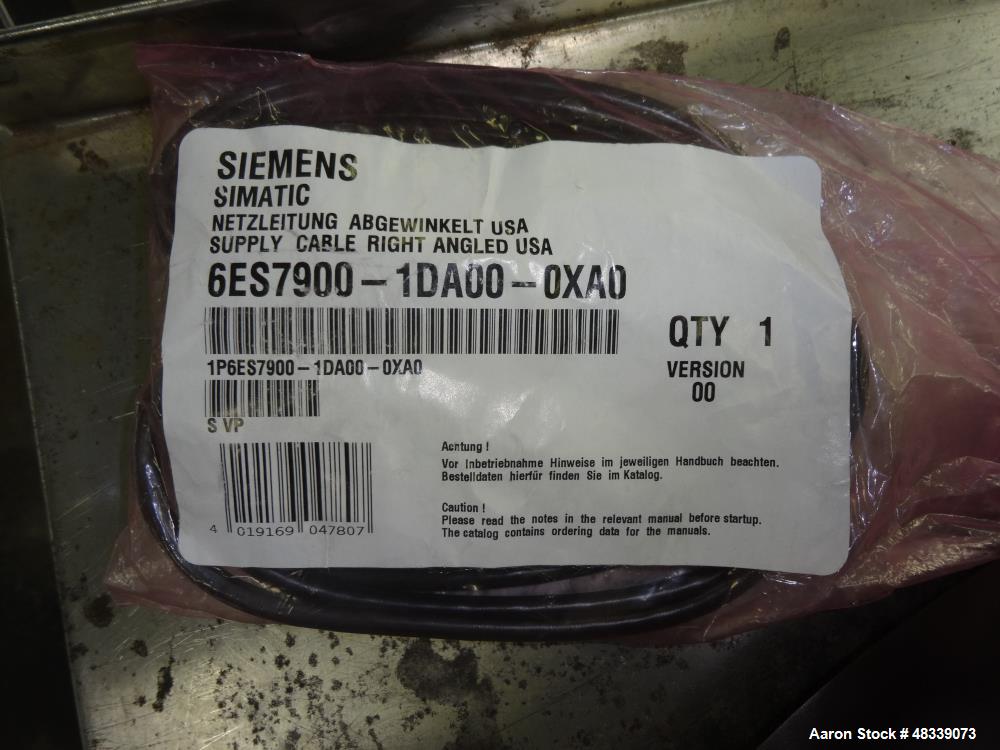 SIEMENS
SIMATIC
NETZLEITUNG ABGEWINKELT USA
SUPPLY CABLE RIGHT ANGLED USA
6ES7900-1DA00-0XA0
1P6ES7900-1DA00-0XA0
S VP
QTY 1
VERSION
00
Achtung !
Vor Inbetriebnahme Hinweise im jeweiligen Handbuch beachten.
Bestelldaten hierfür finden Sie im Katalog.
Caution !
Please read the notes in the relevant manual before startup.
The catalog contains ordering data for the manuals.
4 019169 047807
Aaron Stock # 48339073